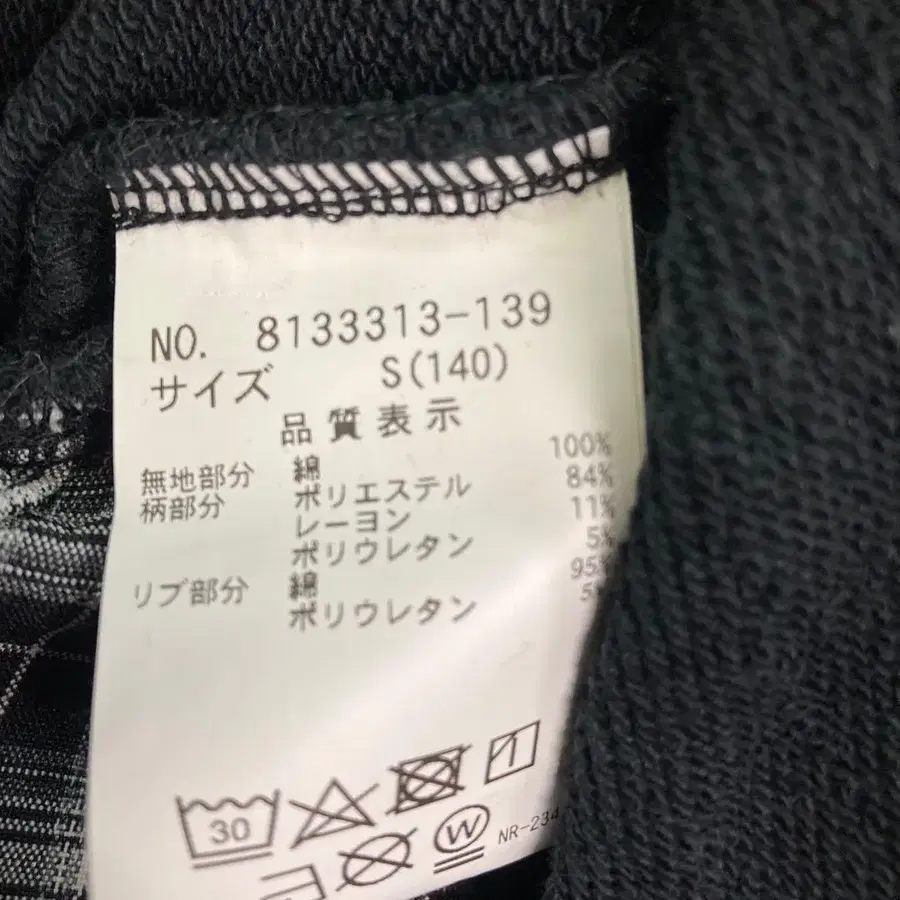 NO. 8133313-139
サイズ S(140)
品質表示
無地部分 綿 100%
柄部分 ポリエステル 84%
レーヨン 11%
ポリウレタン 5%
リブ部分 綿 95%
ポリウレタン 5%
30
W
NR-234